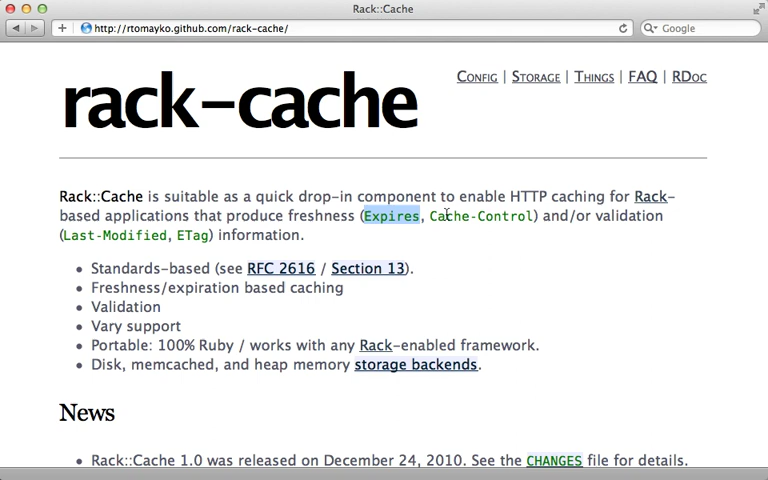 Rack::Cache
http://rtomayko.github.com/rack-cache/
Google
rack-cache
Config | Storage | Things | FAQ | RDoc
Rack::Cache is suitable as a quick drop-in component to enable HTTP caching for Rack-
based applications that produce freshness (Expires, Cache-Control) and/or validation
(Last-Modified, ETag) information.
• Standards-based (see RFC 2616 / Section 13).
• Freshness/expiration based caching
• Validation
• Vary support
• Portable: 100% Ruby / works with any Rack-enabled framework.
• Disk, memcached, and heap memory storage backends.
News
• Rack::Cache 1.0 was released on December 24, 2010. See the CHANGES file for details.